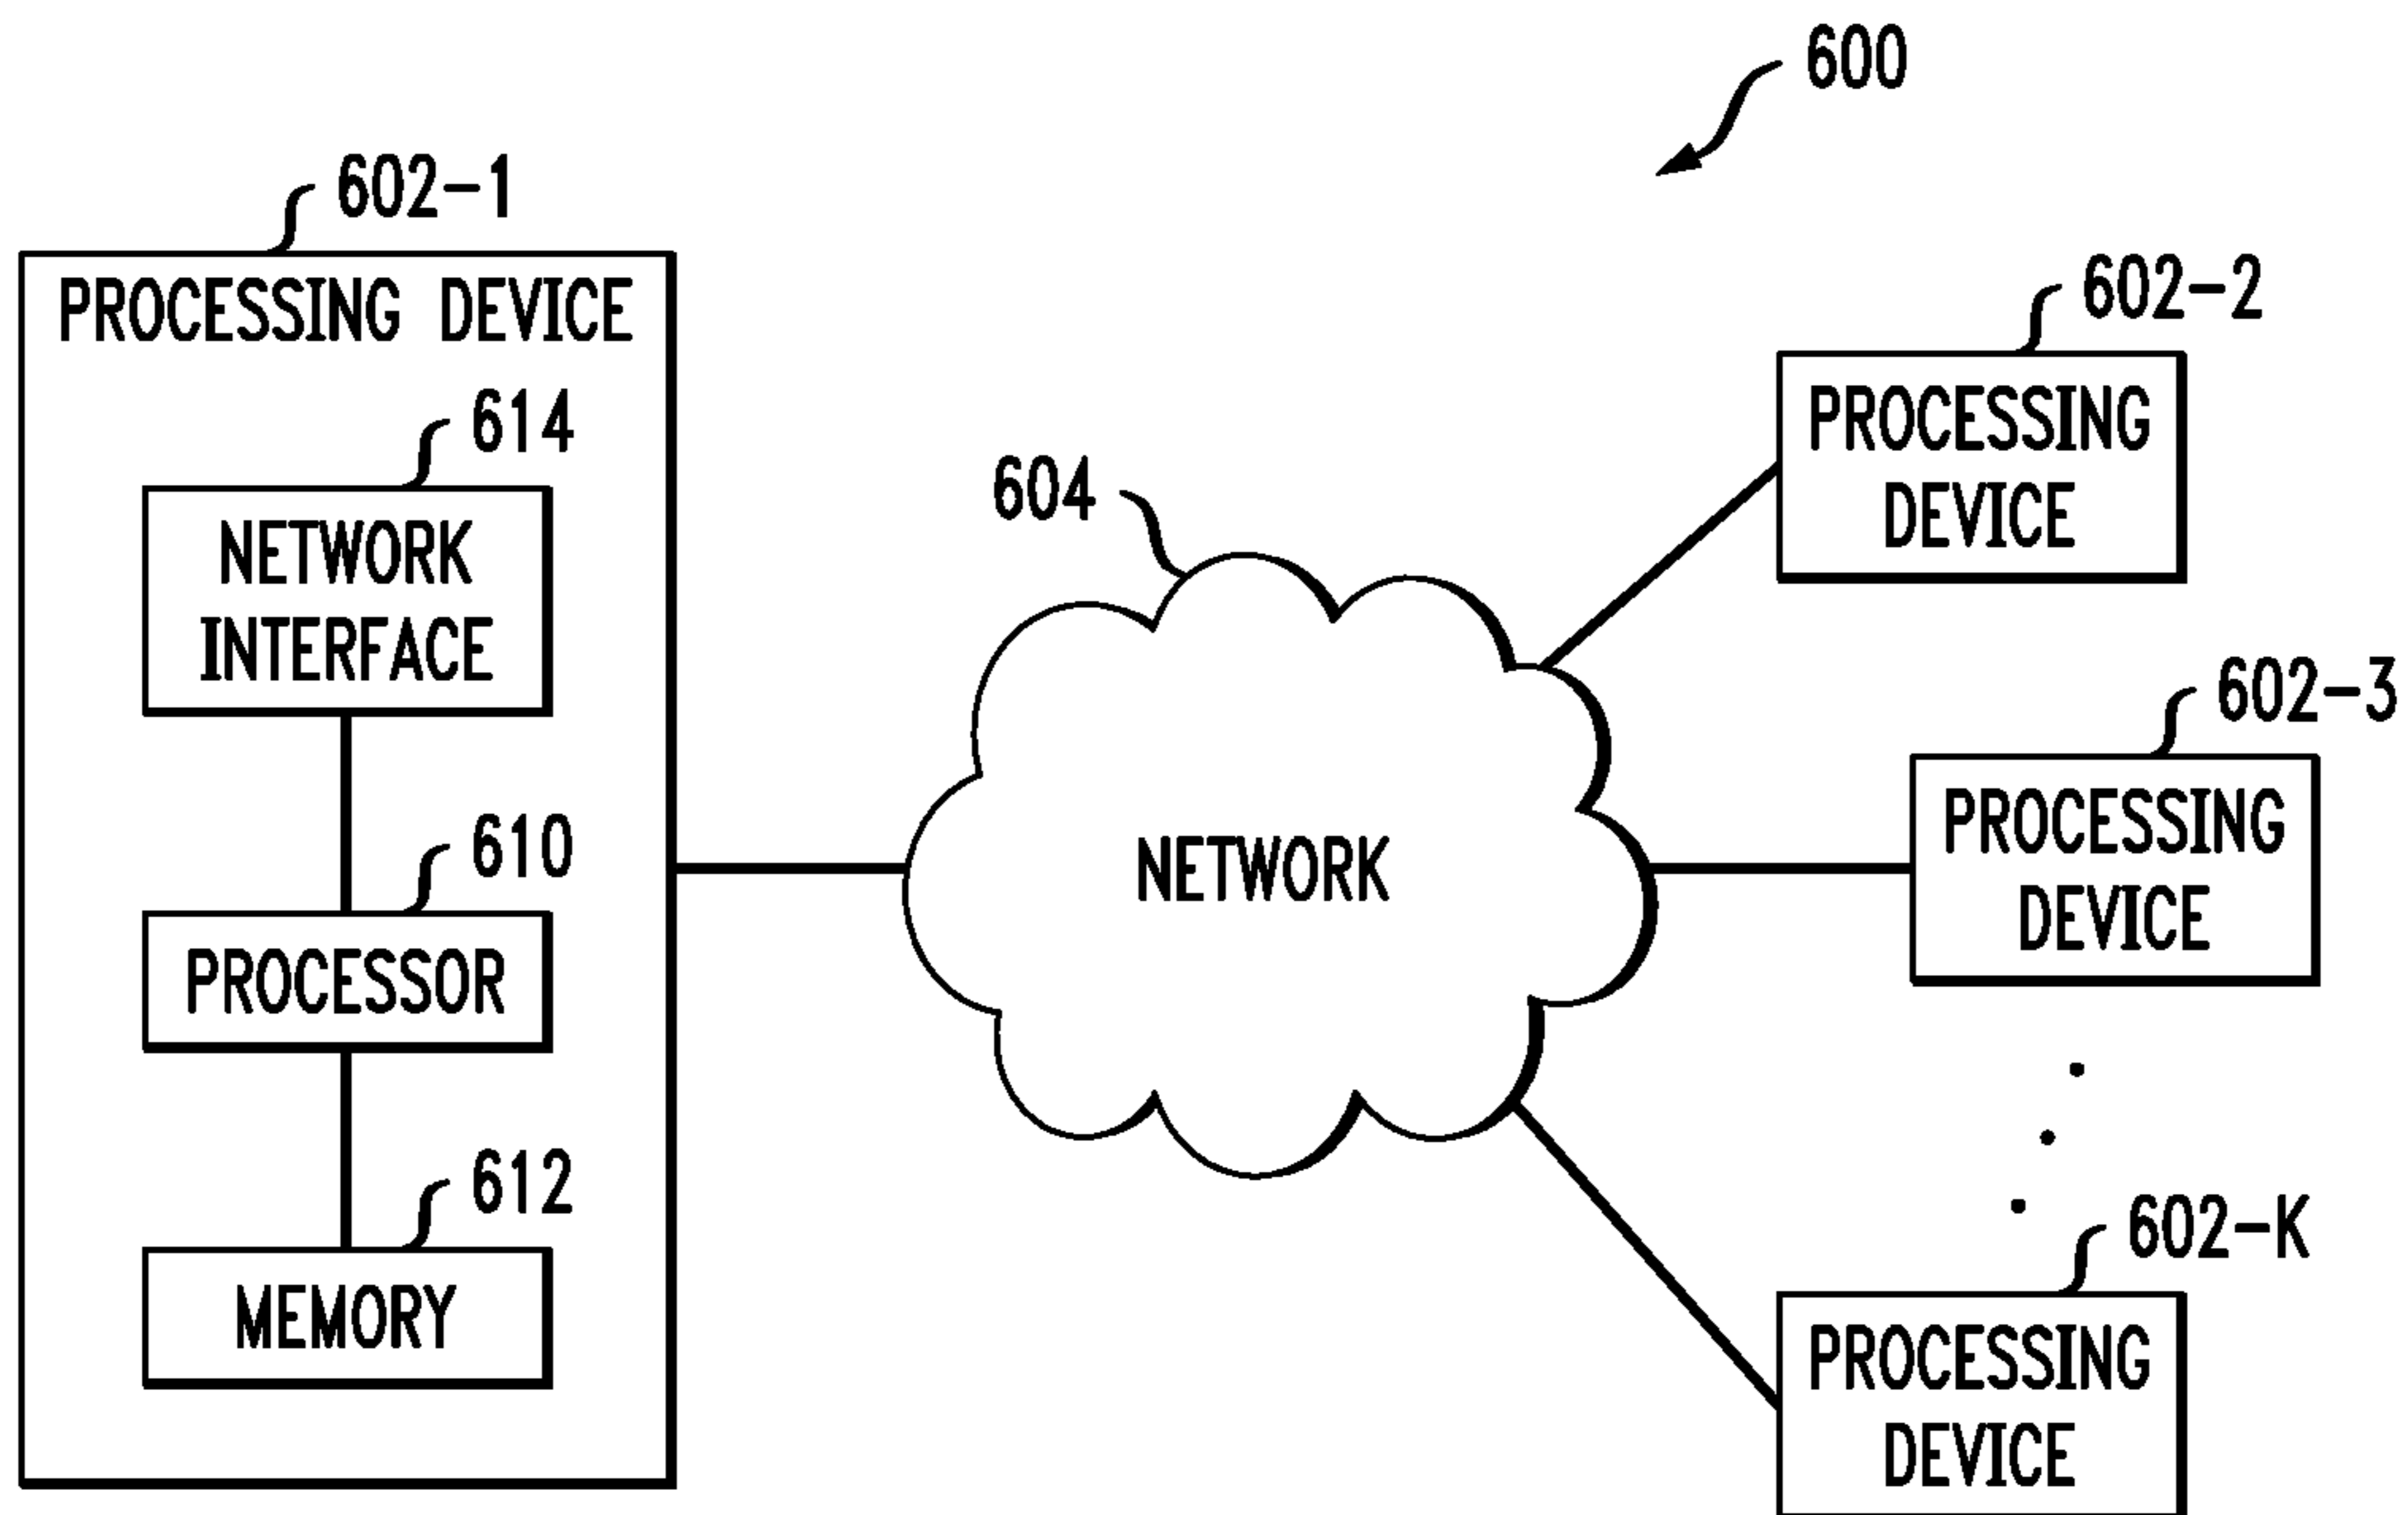 600
602-1
PROCESSING DEVICE
614
NETWORK
INTERFACE
610
PROCESSOR
612
MEMORY
604
NETWORK
602-2
PROCESSING
DEVICE
602-3
PROCESSING
DEVICE
602-K
PROCESSING
DEVICE